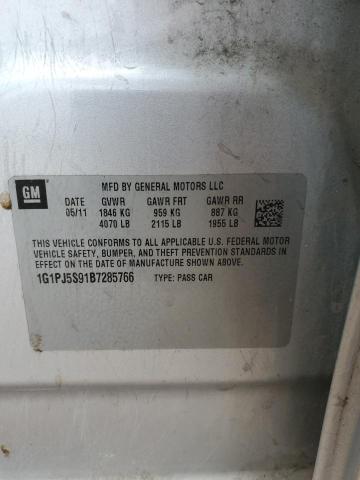 GM
MFD BY GENERAL MOTORS LLC
DATE GVWR GAWR FRT GAWR RR
05/11 1846 KG 959 KG 887 KG
4070 LB 2115 LB 1955 LB
THIS VEHICLE CONFORMS TO ALL APPLICABLE U.S. FEDERAL MOTOR
VEHICLE SAFETY, BUMPER, AND THEFT PREVENTION STANDARDS
IN EFFECT ON THE DATE OF MANUFACTURE SHOWN ABOVE.
1G1PJ5S91B7285766 TYPE: PASS CAR